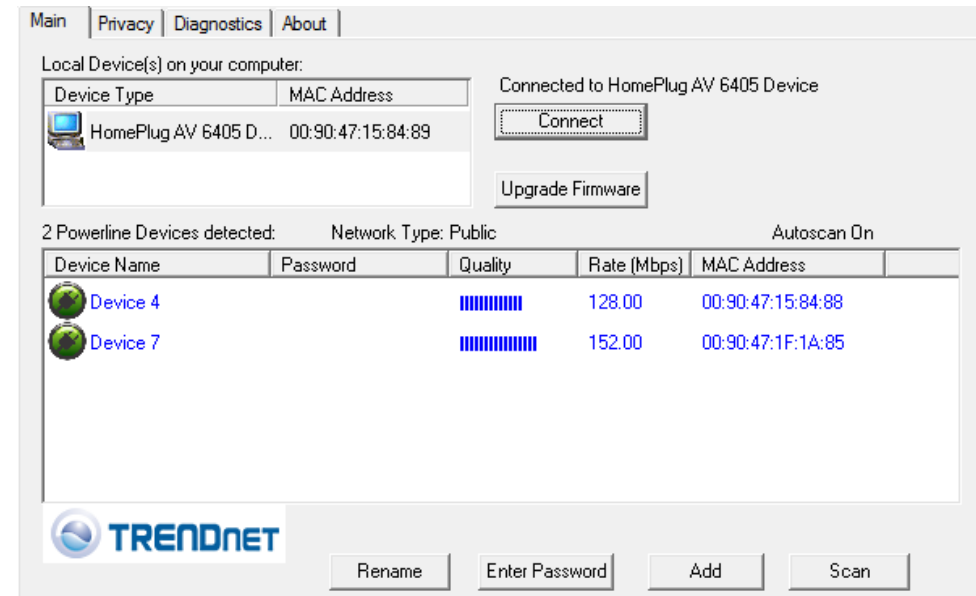 Main Privacy Diagnostics About
Local Device(s) on your computer:
Device Type MAC Address
HomePlug AV 6405 D... 00:90:47:15:84:89
Connected to HomePlug AV 6405 Device
Connect
Upgrade Firmware
2 Powerline Devices detected: Network Type: Public Autoscan On
Device Name Password Quality Rate (Mbps) MAC Address
Device 4 128.00 00:90:47:15:84:88
Device 7 152.00 00:90:47:1F:1A:85
TRENDNET
Rename Enter Password Add Scan